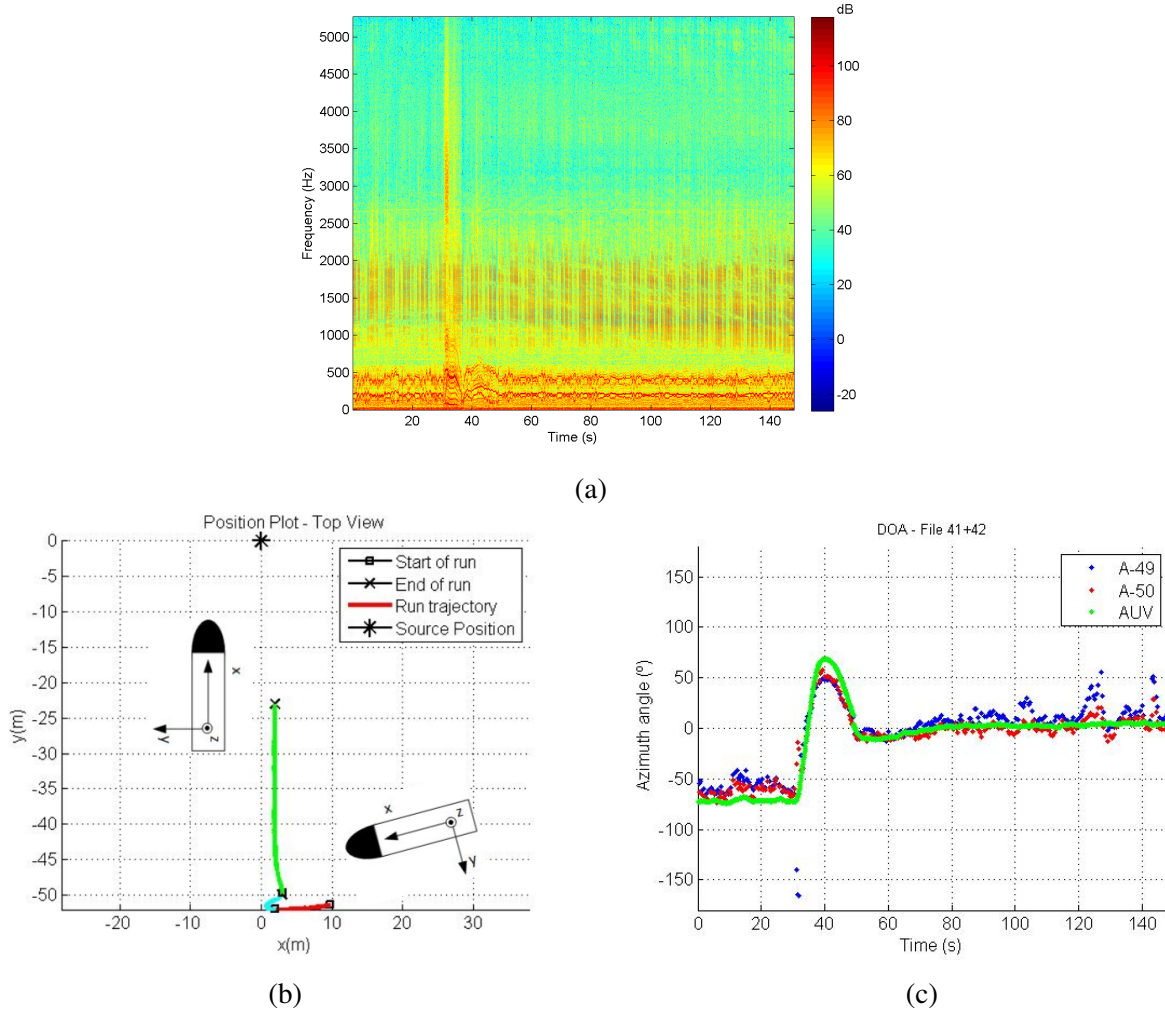 dB
5000
4500
4000
3500
3000
2500
2000
1500
1000
500
0
Frequency (Hz)
0 20 40 60 80 100 120 140
Time (s)
100
80
60
40
20
0
-20
(a)
Position Plot - Top View
0
-5
-10
-15
-20
-25
-30
-35
-40
-45
-50
y(m)
-20 -10 0 10 20 30
x(m)
Start of run
End of run
Run trajectory
Source Position
x
y
z
x
z
y
(b)
DOA - File 41+42
150
100
50
0
-50
-100
-150
Azimuth angle (º)
0 20 40 60 80 100 120 140
Time (s)
A-49
A-50
AUV
(c)